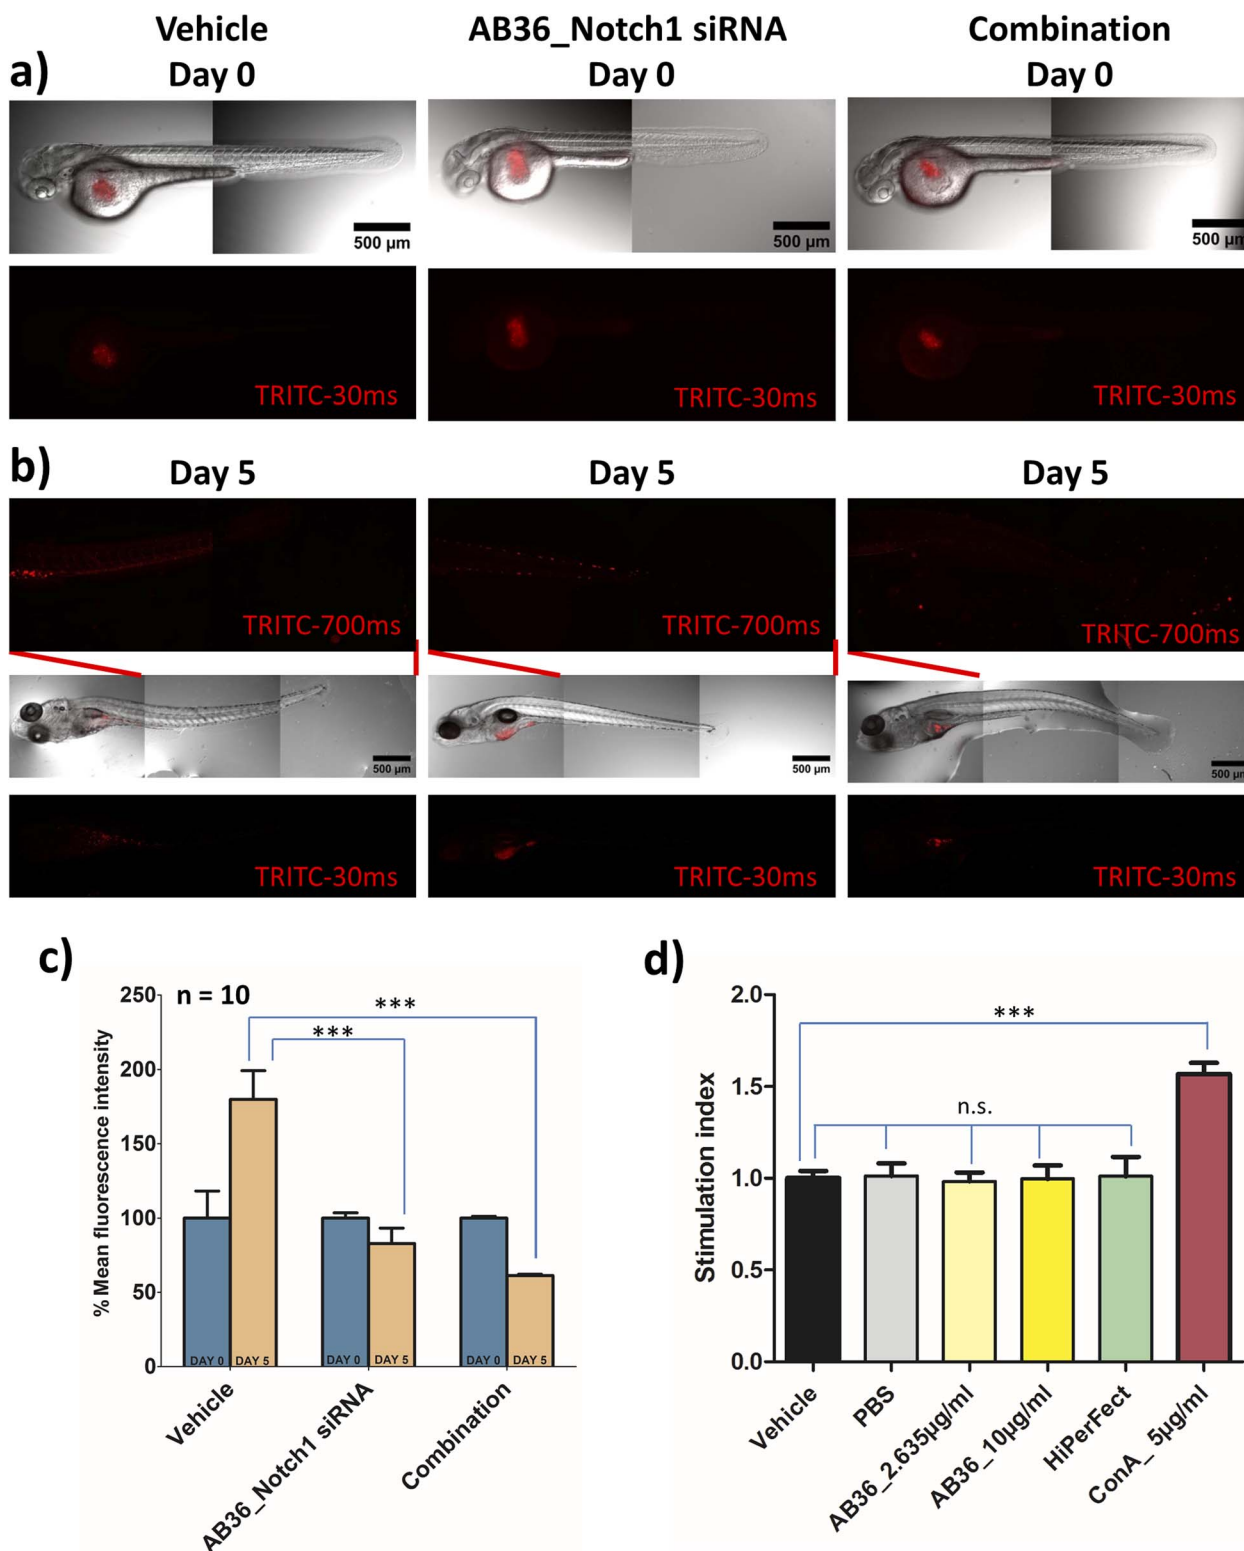 Vehicle
AB36_Notch1 siRNA
Combination
a)
Day 0
Day 0
Day 0
500 µm
500 µm
500 µm
TRITC-30ms
TRITC-30ms
TRITC-30ms
b)
Day 5
Day 5
Day 5
TRITC-700ms
TRITC-700ms
TRITC-700ms
500 µm
500 µm
500 µm
TRITC-30ms
TRITC-30ms
TRITC-30ms
c)
n = 10
***
***
% Mean fluorescence intensity
250
200
150
100
50
0
DAY 0
DAY 5
DAY 0
DAY 5
DAY 0
DAY 5
Vehicle
AB36_Notch1 siRNA
Combination
d)
***
n.s.
Stimulation index
2.0
1.5
1.0
0.5
0.0
Vehicle
PBS
AB36_2.635µg/ml
AB36_10µg/ml
HiPerFect
ConA_ 5µg/ml